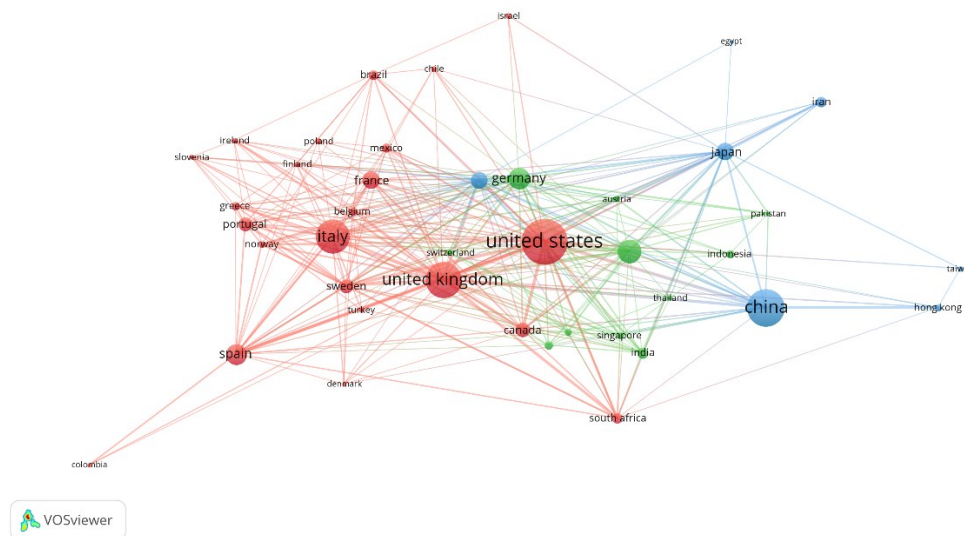 israel
egypt
chile
brazil
iran
ireland
poland
mexico
japan
slovenia
finland
france
germany
austria
greece
belgium
pakistan
portugal
italy
norway
united states
switzerland
indonesia
taiw
united kingdom
sweden
thailand
china
hong kong
turkey
canada
singapore
spain
india
denmark
south africa
colombia
VOSviewer